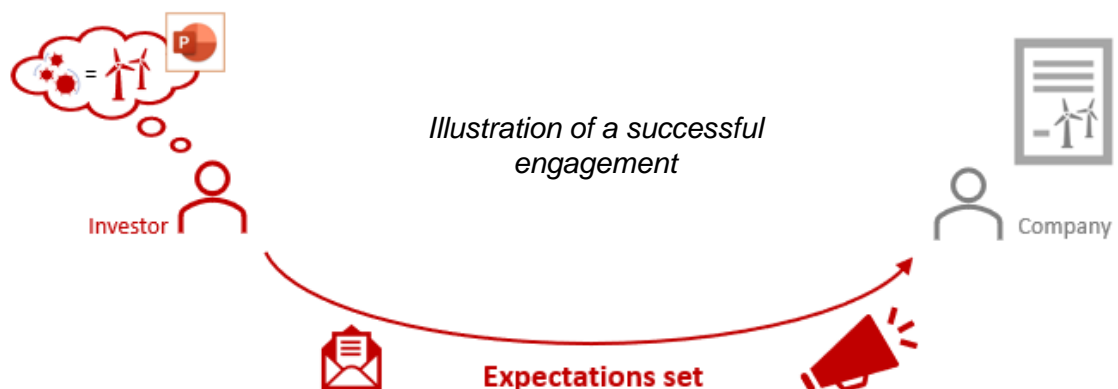 P
=
Illustration of a successful
engagement
Investor
Company
Expectations set